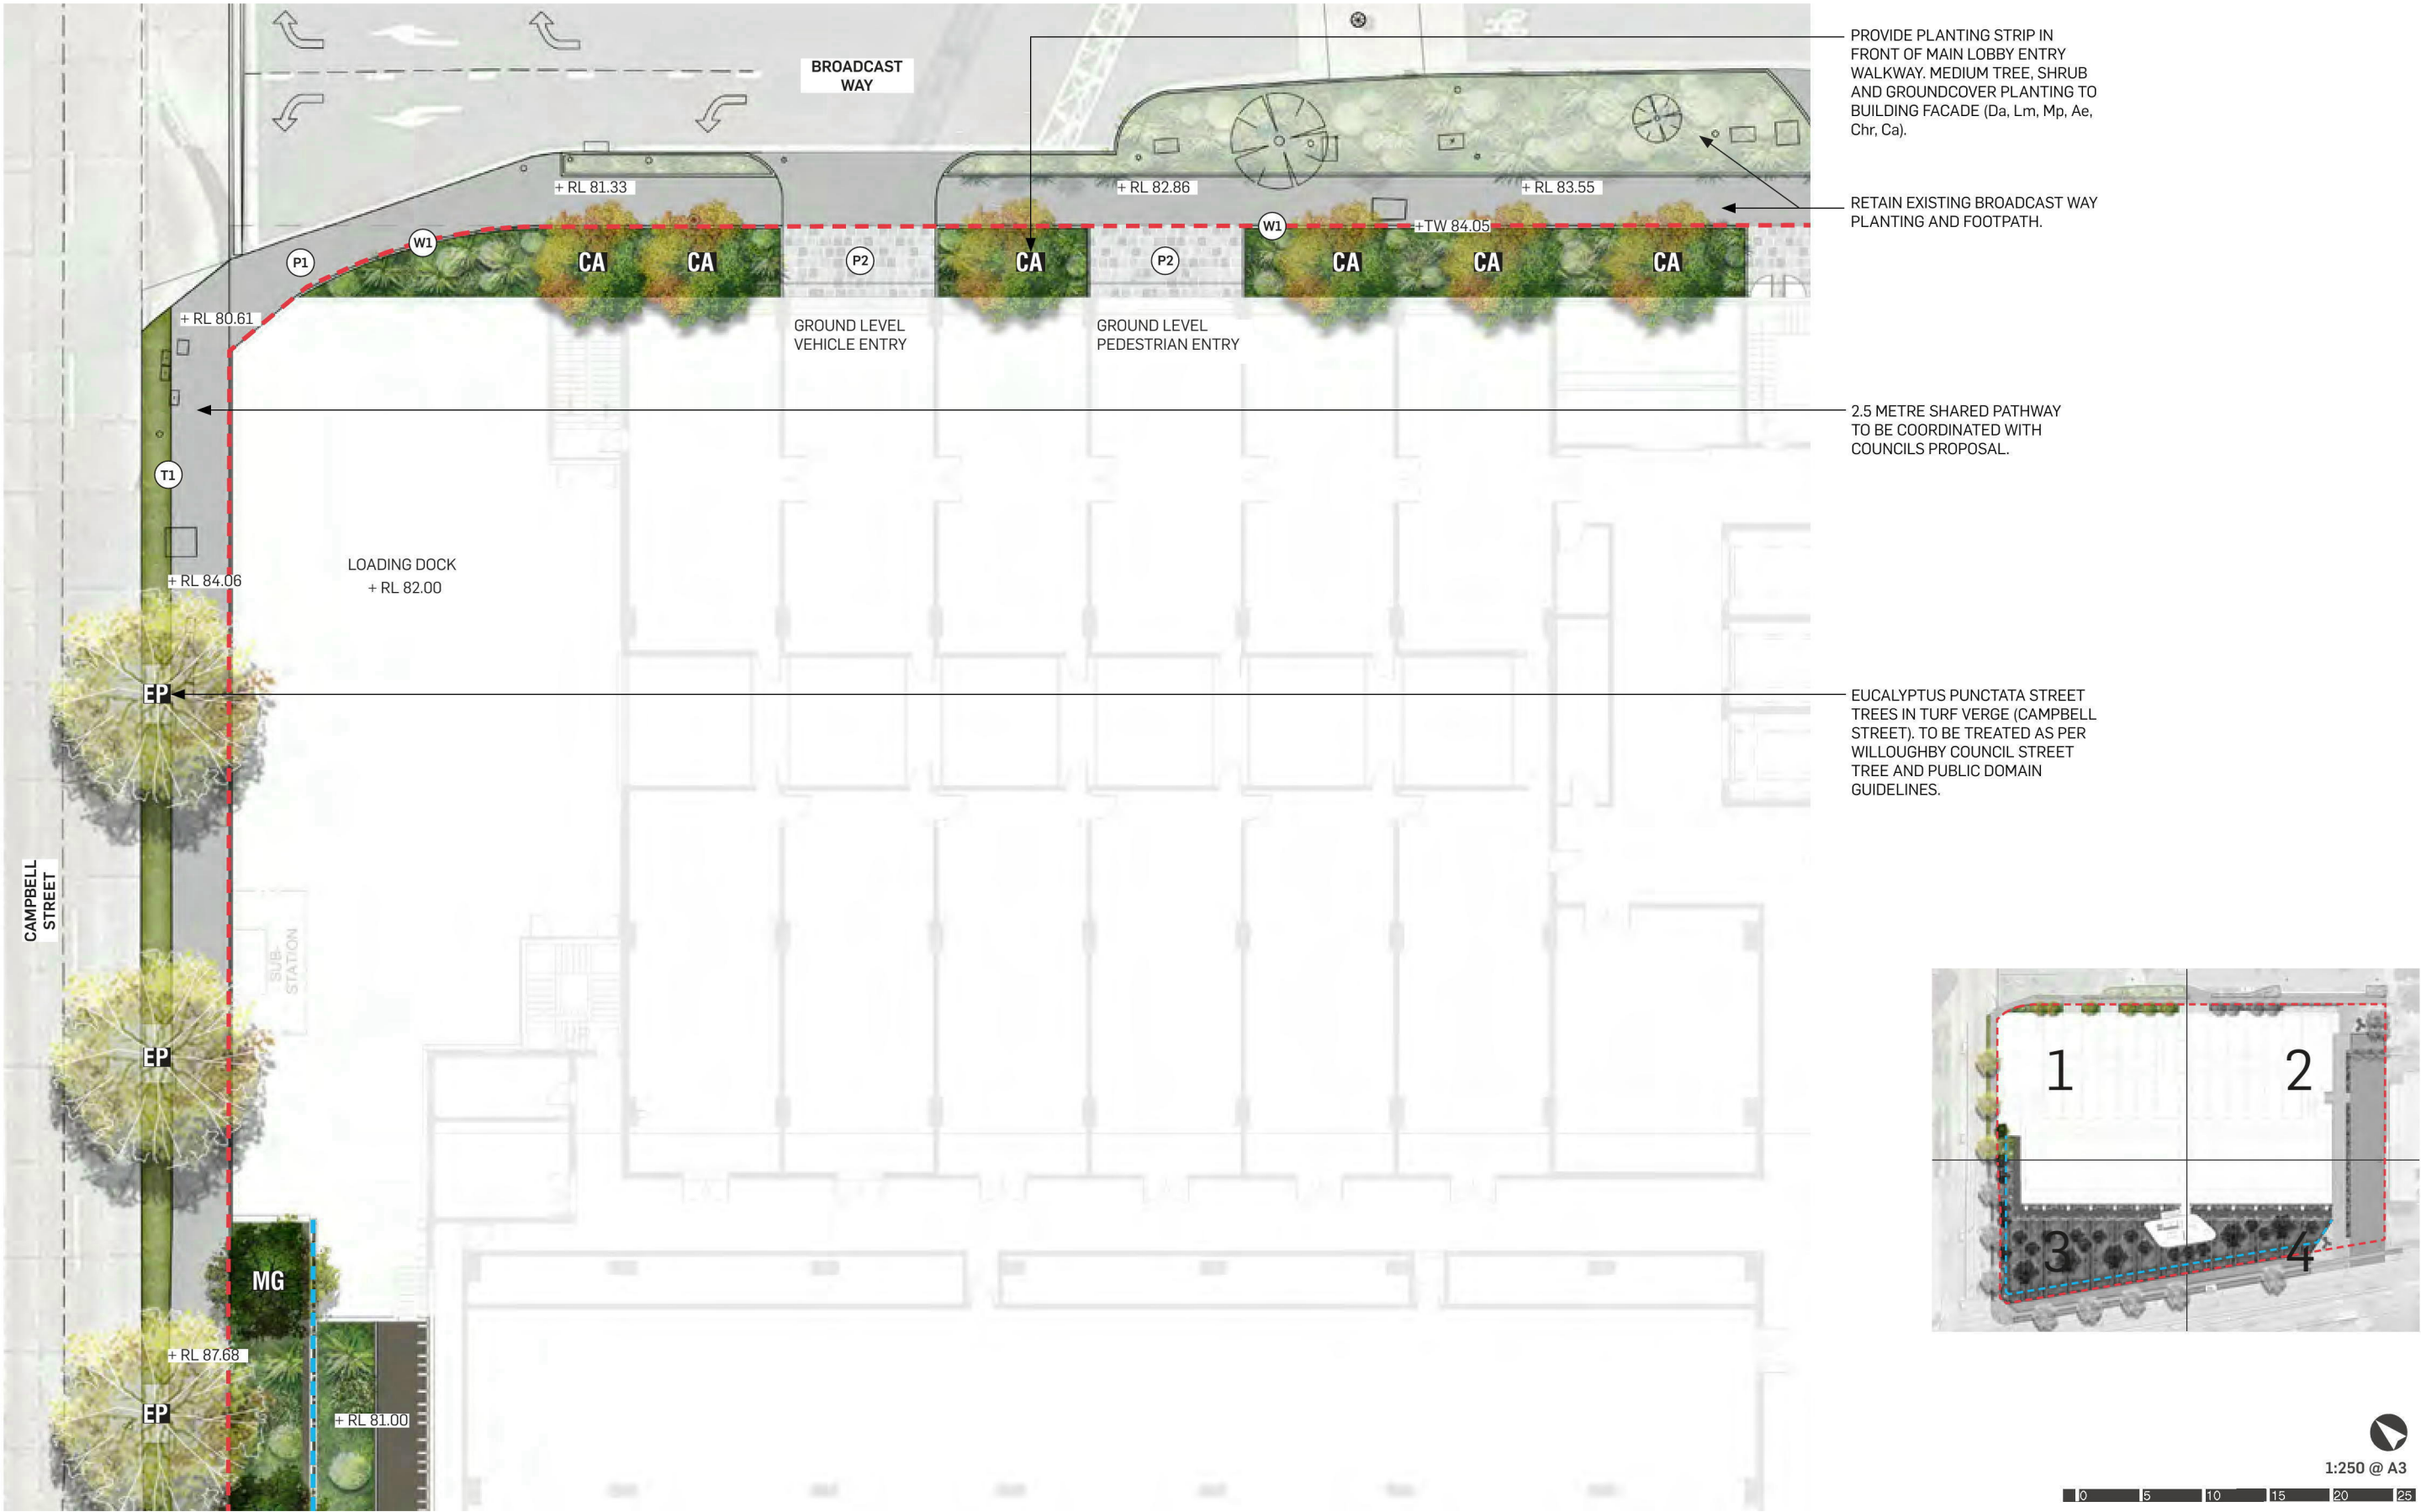 BROADCAST
WAY
+ RL 81.33
+ RL 82.86
+ RL 83.55
+TW 84.05
W1
W1
P1
CA
CA
P2
CA
P2
CA
CA
CA
+ RL 80.61
GROUND LEVEL
VEHICLE ENTRY
GROUND LEVEL
PEDESTRIAN ENTRY
T1
LOADING DOCK
+ RL 82.00
+ RL 84.06
EP
CAMPBELL
STREET
SUB-
STATION
EP
MG
+ RL 87.68
EP
+ RL 81.00
PROVIDE PLANTING STRIP IN
FRONT OF MAIN LOBBY ENTRY
WALKWAY. MEDIUM TREE, SHRUB
AND GROUNDCOVER PLANTING TO
BUILDING FACADE (Da, Lm, Mp, Ae,
Chr, Ca).
RETAIN EXISTING BROADCAST WAY
PLANTING AND FOOTPATH.
2.5 METRE SHARED PATHWAY
TO BE COORDINATED WITH
COUNCILS PROPOSAL.
EUCALYPTUS PUNCTATA STREET
TREES IN TURF VERGE (CAMPBELL
STREET). TO BE TREATED AS PER
WILLOUGHBY COUNCIL STREET
TREE AND PUBLIC DOMAIN
GUIDELINES.
1
2
3
4
1:250 @ A3
0 5 10 15 20 25